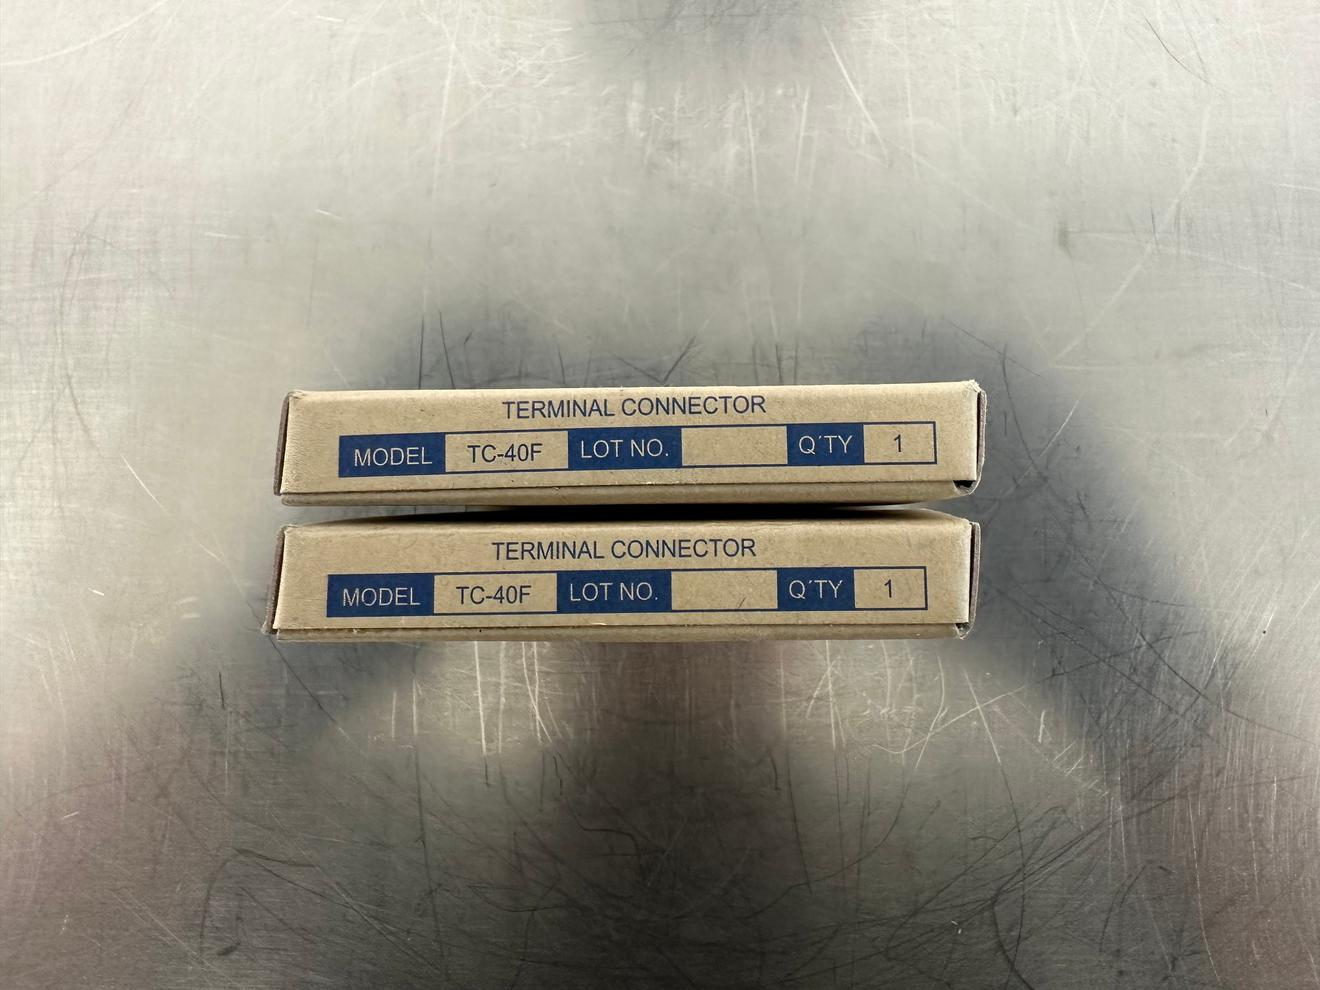 TERMINAL CONNECTOR
MODEL TC-40F LOT NO. Q'TY 1
TERMINAL CONNECTOR
MODEL TC-40F LOT NO. Q'TY 1